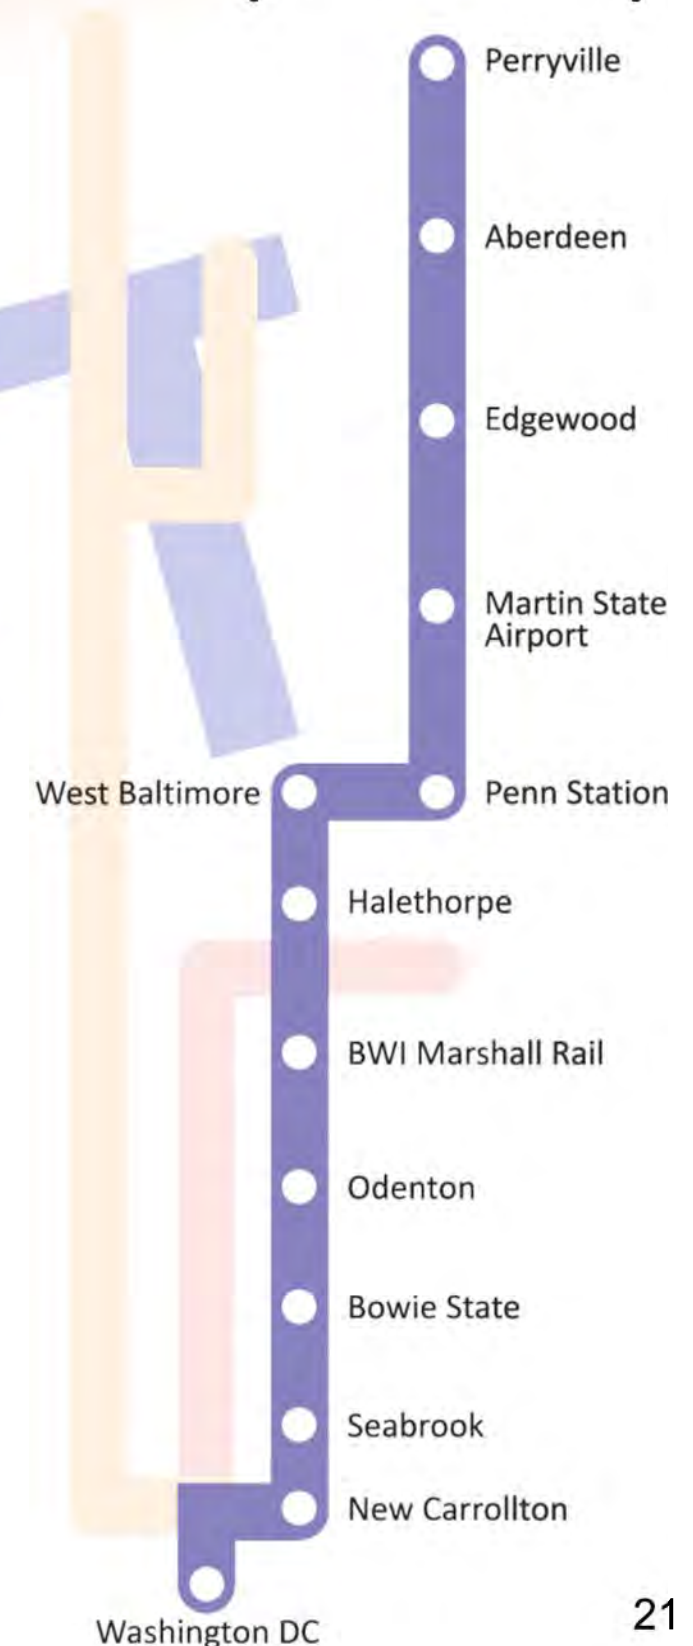 Perryville
Aberdeen
Edgewood
Martin State
Airport
West Baltimore
Penn Station
Halethorpe
BWI Marshall Rail
Odenton
Bowie State
Seabrook
New Carrollton
Washington DC
21